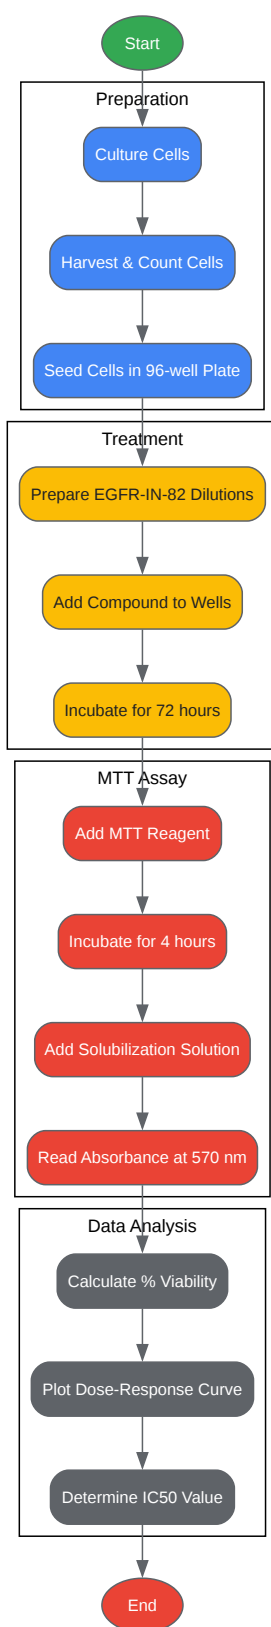 Start
Preparation
Culture Cells
Harvest & Count Cells
Seed Cells in 96-well Plate
Treatment
Prepare EGFR-IN-82 Dilutions
Add Compound to Wells
Incubate for 72 hours
MTT Assay
Add MTT Reagent
Incubate for 4 hours
Add Solubilization Solution
Read Absorbance at 570 nm
Data Analysis
Calculate % Viability
Plot Dose-Response Curve
Determine IC50 Value
End